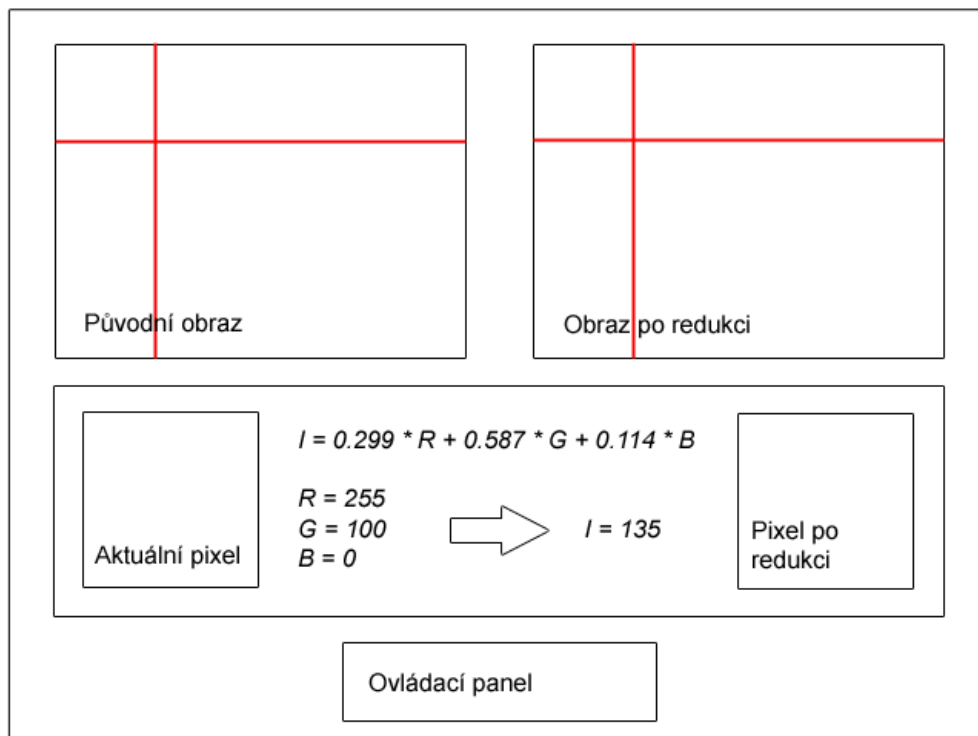 Původní obraz
Obraz po redukci
I = 0.299 * R + 0.587 * G + 0.114 * B
R = 255
G = 100
B = 0
I = 135
Aktuální pixel
Pixel po
redukci
Ovládací panel